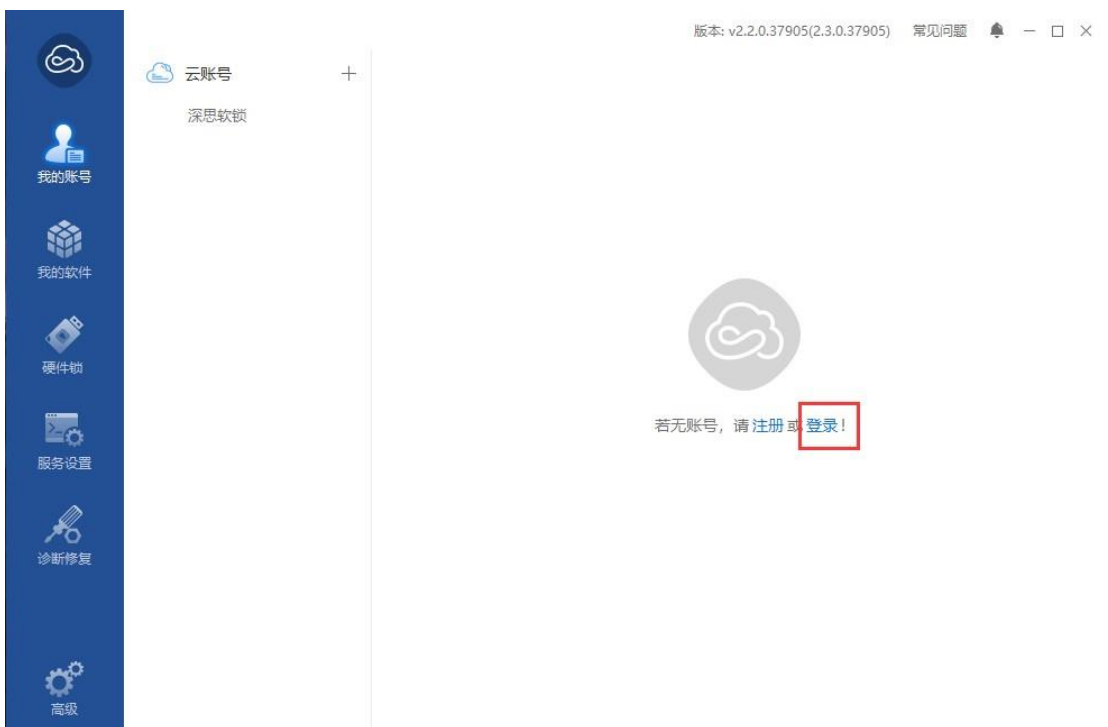 版本: v2.2.0.37905(2.3.0.37905) 常见问题
云账号
深思软锁
我的账号
我的软件
硬件锁
服务设置
诊断修复
高级
若无账号，请 注册 或 登录！